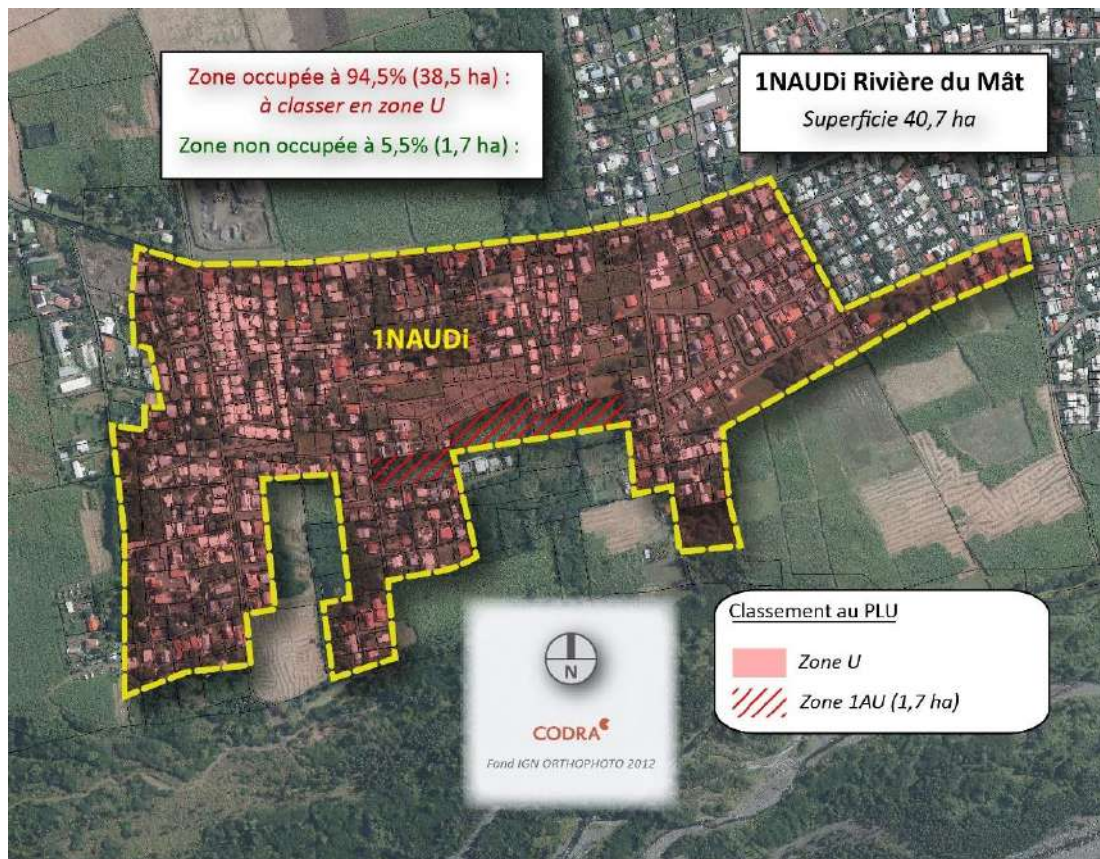 Zone occupée à 94,5% (38,5 ha) :
à classer en zone U
Zone non occupée à 5,5% (1,7 ha) :
1NAUDi Rivière du Mât
Superficie 40,7 ha
1NAUDi
Classement au PLU
Zone U
Zone 1AU (1,7 ha)
N
CODRA
Fond IGN ORTHOPHOTO 2012